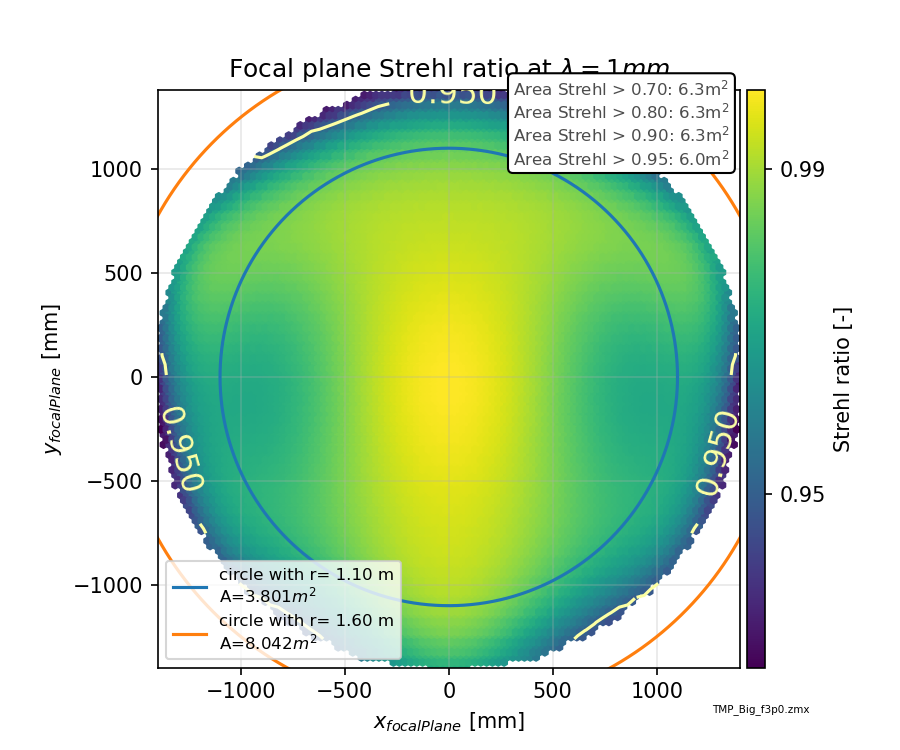 Focal plane Strehl ratio at λ = 1mm
Area Strehl > 0.70: 6.3m²
Area Strehl > 0.80: 6.3m²
Area Strehl > 0.90: 6.3m²
Area Strehl > 0.95: 6.0m²
0.950
0.950
0.950
1000
500
0
−500
−1000
y_focalPlane [mm]
circle with r= 1.10 m
A=3.801m²
circle with r= 1.60 m
A=8.042m²
−1000
−500
0
500
1000
x_focalPlane [mm]
0.99
0.95
Strehl ratio [-]
TMP_Big_f3p0.zmx